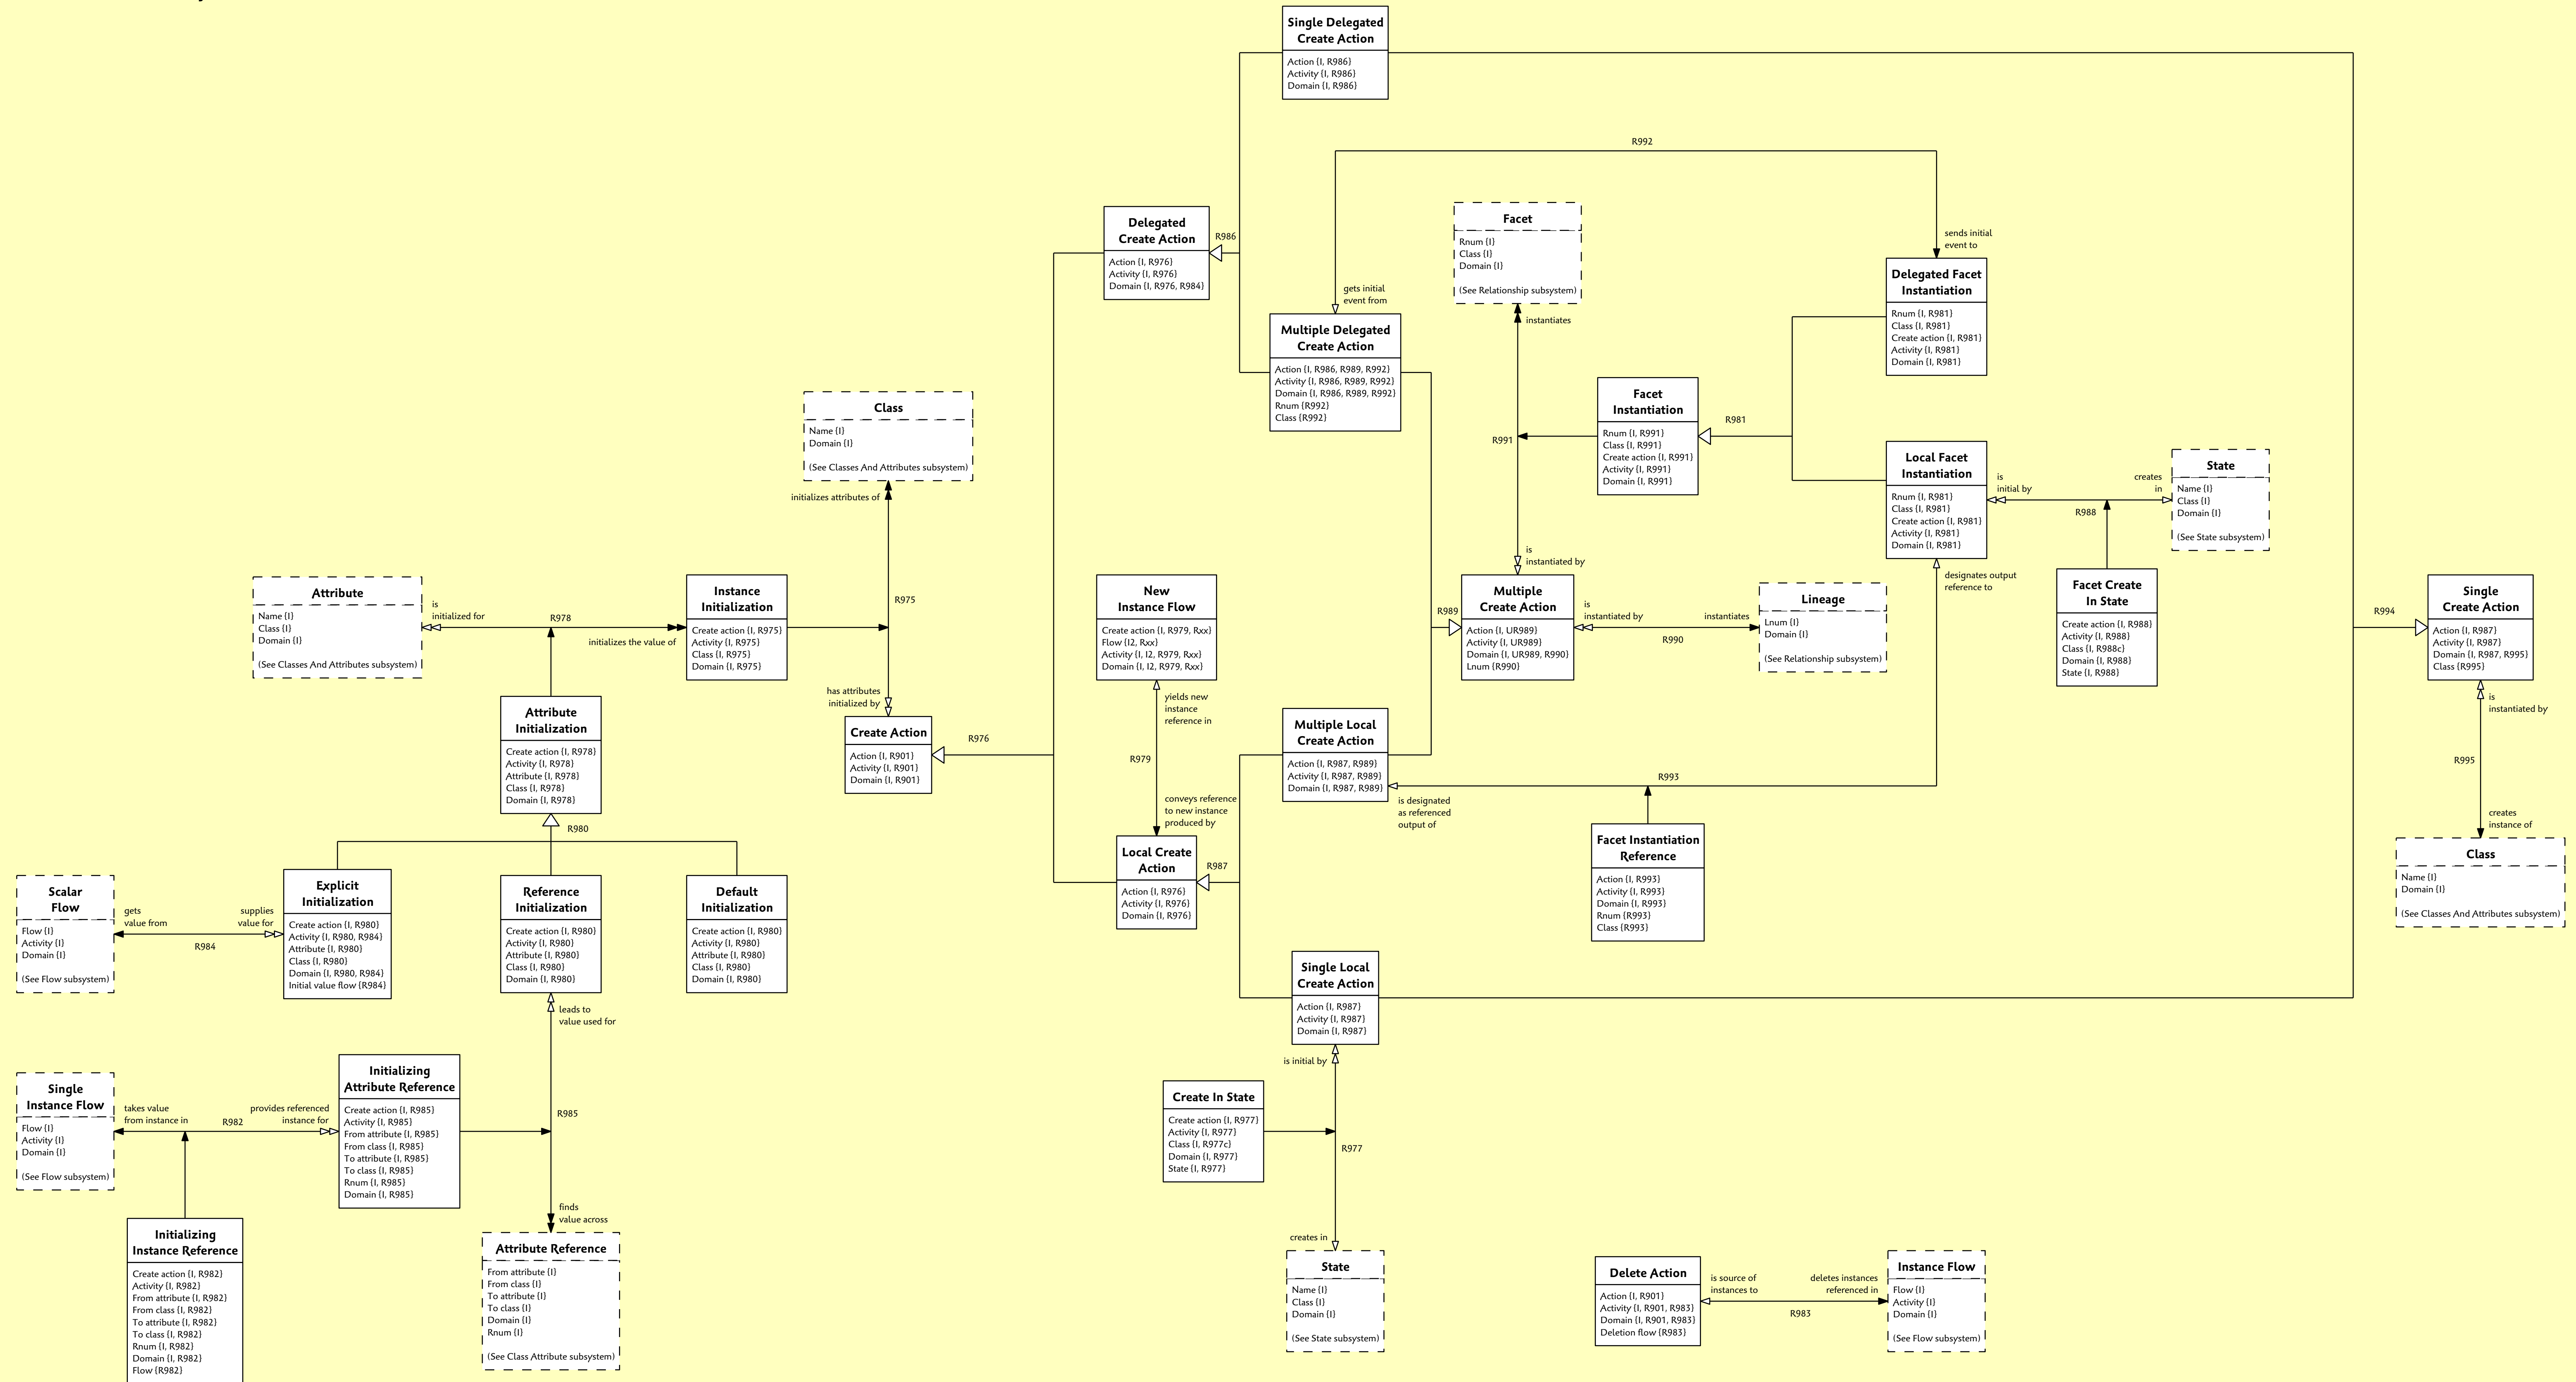 Single Delegated
Create Action
Action {I, R986}
Activity {I, R986}
Domain {I, R986}
R992
Delegated
Create Action
Action {I, R976}
Activity {I, R976}
Domain {I, R976, R984}
R986
Facet
Rnum {I}
Class {I}
Domain {I}
(See Relationship subsystem)
sends initial
event to
gets initial
event from
instantiates
Delegated Facet
Instantiation
Rnum {I, R981}
Class {I, R981}
Create action {I, R981}
Activity {I, R981}
Domain {I, R981}
Multiple Delegated
Create Action
Action {I, R986, R989, R992}
Activity {I, R986, R989, R992}
Domain {I, R986, R989, R992}
Rnum {R992}
Class {R992}
Facet
Instantiation
Rnum {I, R991}
Class {I, R991}
Create action {I, R991}
Activity {I, R991}
Domain {I, R991}
R981
R991
Class
Name {I}
Domain {I}
(See Classes And Attributes subsystem)
initializes attributes of
Local Facet
Instantiation
Rnum {I, R981}
Class {I, R981}
Create action {I, R981}
Activity {I, R981}
Domain {I, R981}
is
initial by
creates
in
R988
State
Name {I}
Class {I}
Domain {I}
(See State subsystem)
is
instantiated by
designates output
reference to
Facet Create
In State
Create action {I, R988}
Activity {I, R988}
Class {I, R988c}
Domain {I, R988}
State {I, R988}
Attribute
Name {I}
Class {I}
Domain {I}
(See Classes And Attributes subsystem)
is
initialized for
R978
initializes the value of
Instance
Initialization
Create action {I, R975}
Activity {I, R975}
Class {I, R975}
Domain {I, R975}
R975
has attributes
initialized by
New
Instance Flow
Create action {I, R979, Rxx}
Flow {I2, Rxx}
Activity {I, I2, R979, Rxx}
Domain {I, I2, R979, Rxx}
R989
Multiple
Create Action
Action {I, UR989}
Activity {I, UR989}
Domain {I, UR989, R990}
Lnum {R990}
is
instantiated by
instantiates
R990
Lineage
Lnum {I}
Domain {I}
(See Relationship subsystem)
R994
Single
Create Action
Action {I, R987}
Activity {I, R987}
Domain {I, R987, R995}
Class {R995}
is
instantiated by
R995
creates
instance of
Class
Name {I}
Domain {I}
(See Classes And Attributes subsystem)
Attribute
Initialization
Create action {I, R978}
Activity {I, R978}
Attribute {I, R978}
Class {I, R978}
Domain {I, R978}
R980
Create Action
Action {I, R901}
Activity {I, R901}
Domain {I, R901}
R976
yields new
instance
reference in
R979
conveys reference
to new instance
produced by
Multiple Local
Create Action
Action {I, R987, R989}
Activity {I, R987, R989}
Domain {I, R987, R989}
R993
is designated
as referenced
output of
Local Create
Action
Action {I, R976}
Activity {I, R976}
Domain {I, R976}
R987
Facet Instantiation
Reference
Action {I, R993}
Activity {I, R993}
Domain {I, R993}
Rnum {R993}
Class {R993}
Scalar
Flow
Flow {I}
Activity {I}
Domain {I}
(See Flow subsystem)
gets
value from
supplies
value for
R984
Explicit
Initialization
Create action {I, R980}
Activity {I, R980, R984}
Attribute {I, R980}
Class {I, R980}
Domain {I, R980, R984}
Initial value flow {R984}
Reference
Initialization
Create action {I, R980}
Activity {I, R980}
Attribute {I, R980}
Class {I, R980}
Domain {I, R980}
Default
Initialization
Create action {I, R980}
Activity {I, R980}
Attribute {I, R980}
Class {I, R980}
Domain {I, R980}
leads to
value used for
Single Local
Create Action
Action {I, R987}
Activity {I, R987}
Domain {I, R987}
is initial by
Single
Instance Flow
Flow {I}
Activity {I}
Domain {I}
(See Flow subsystem)
takes value
from instance in
R982
provides referenced
instance for
Initializing
Attribute Reference
Create action {I, R985}
Activity {I, R985}
From attribute {I, R985}
From class {I, R985}
To attribute {I, R985}
To class {I, R985}
Rnum {I, R985}
Domain {I, R985}
R985
Create In State
Create action {I, R977}
Activity {I, R977}
Class {I, R977c}
Domain {I, R977}
State {I, R977}
R977
finds
value across
creates in
Initializing
Instance Reference
Create action {I, R982}
Activity {I, R982}
From attribute {I, R982}
From class {I, R982}
To attribute {I, R982}
To class {I, R982}
Rnum {I, R982}
Domain {I, R982}
Flow {R982}
Attribute Reference
From attribute {I}
From class {I}
To attribute {I}
To class {I}
Domain {I}
Rnum {I}
(See Class Attribute subsystem)
State
Name {I}
Class {I}
Domain {I}
(See State subsystem)
Delete Action
Action {I, R901}
Activity {I, R901, R983}
Domain {I, R901, R983}
Deletion flow {R983}
is source of
instances to
deletes instances
referenced in
R983
Instance Flow
Flow {I}
Activity {I}
Domain {I}
(See Flow subsystem)